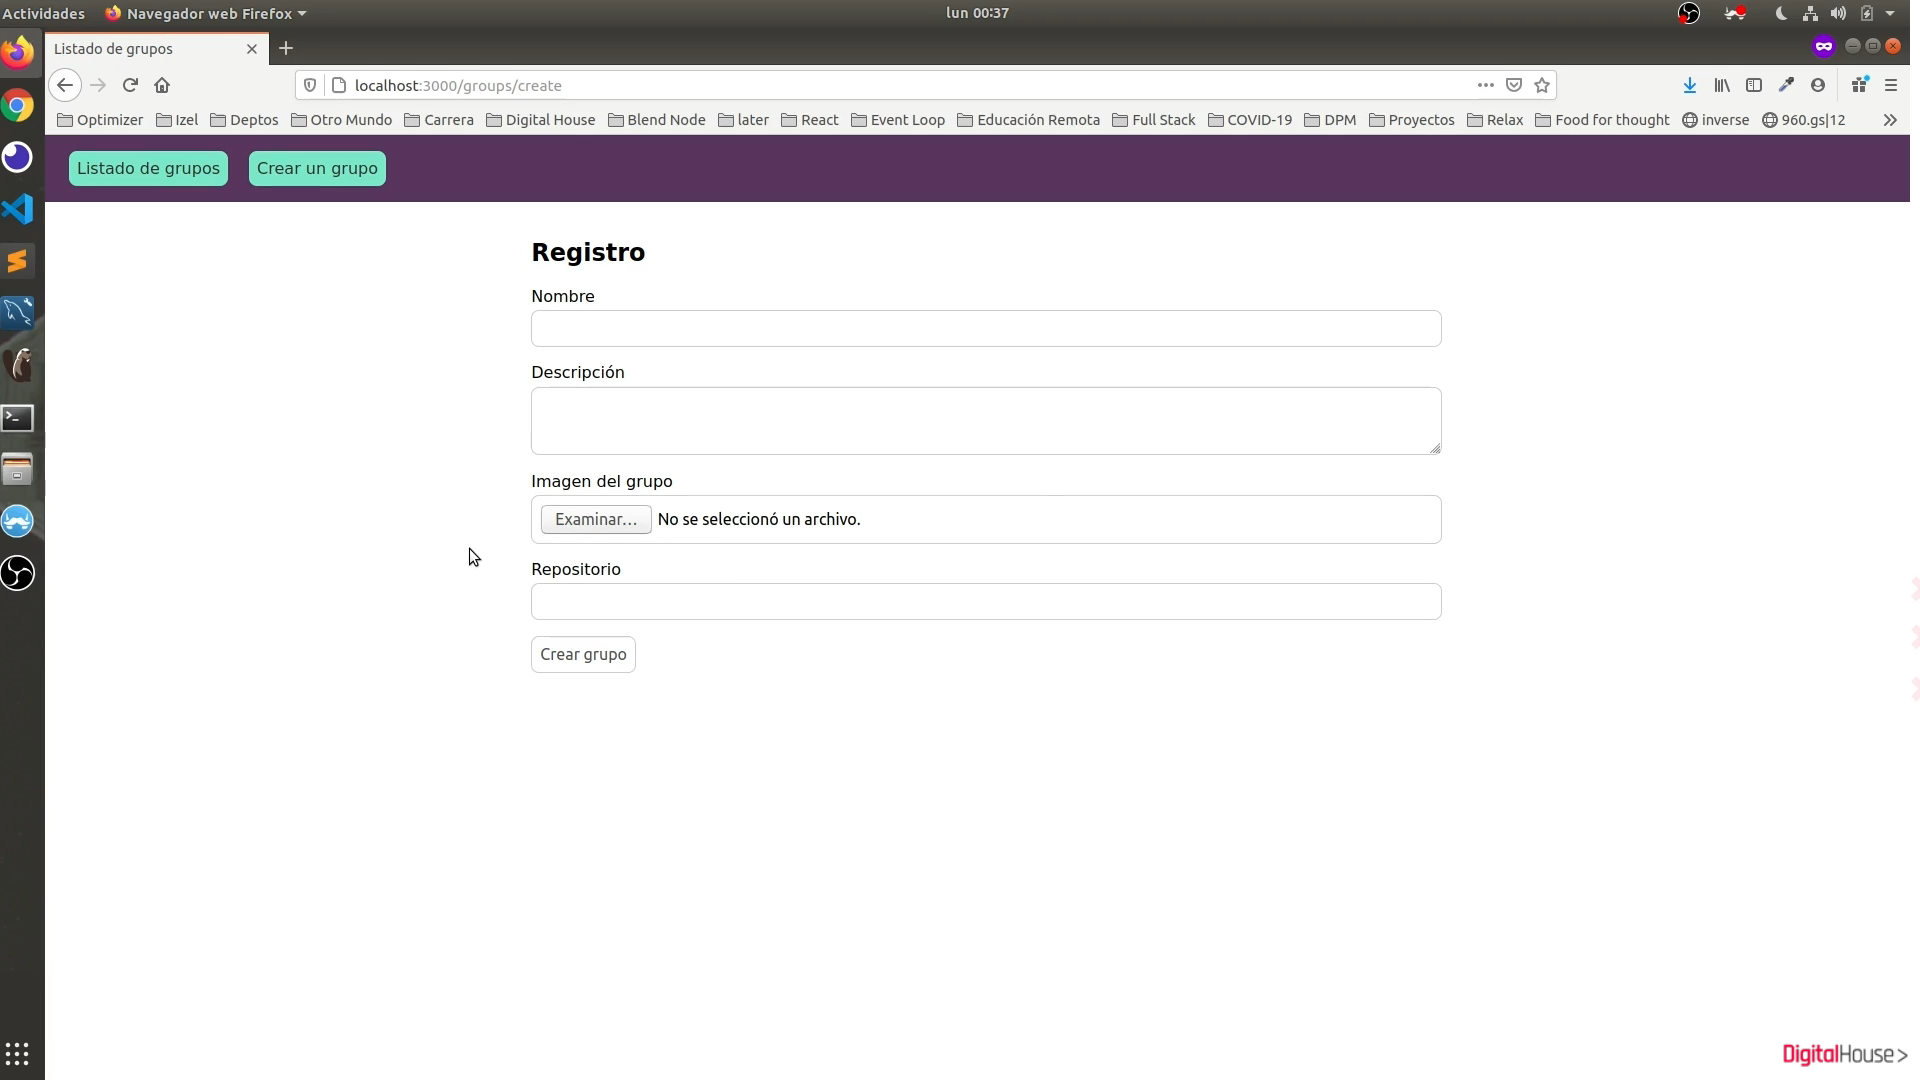 Actividades Navegador web Firefox lun 00:37
Listado de grupos
localhost:3000/groups/create
Optimizer Izel Deptos Otro Mundo Carrera Digital House Blend Node later React Event Loop Educación Remota Full Stack COVID-19 DPM Proyectos Relax Food for thought inverse 960.gs|12
Listado de grupos Crear un grupo
Registro
Nombre
Descripción
Imagen del grupo
Examinar... No se seleccionó un archivo.
Repositorio
Crear grupo
DigitalHouse>